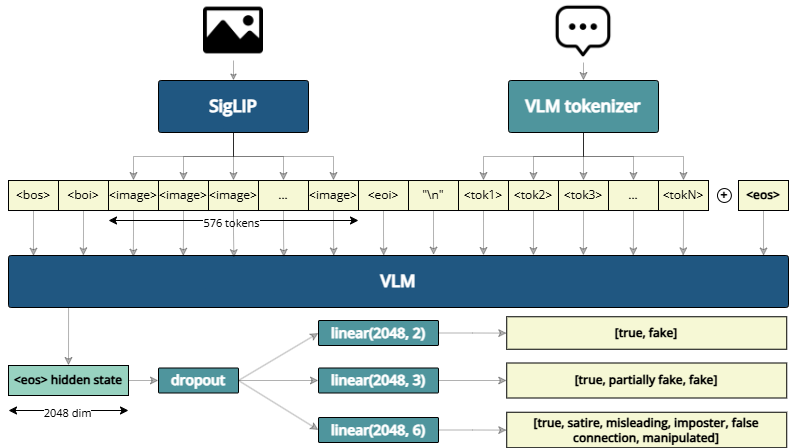 SigLIP
VLM tokenizer
<bos> <boi> <image> <image> <image> ... <image> <eoi> "\n" <tok1> <tok2> <tok3> ... <tokN> + <eos>
576 tokens
VLM
linear(2048, 2)
[true, fake]
<eos> hidden state
dropout
linear(2048, 3)
[true, partially fake, fake]
2048 dim
linear(2048, 6)
[true, satire, misleading, imposter, false
connection, manipulated]